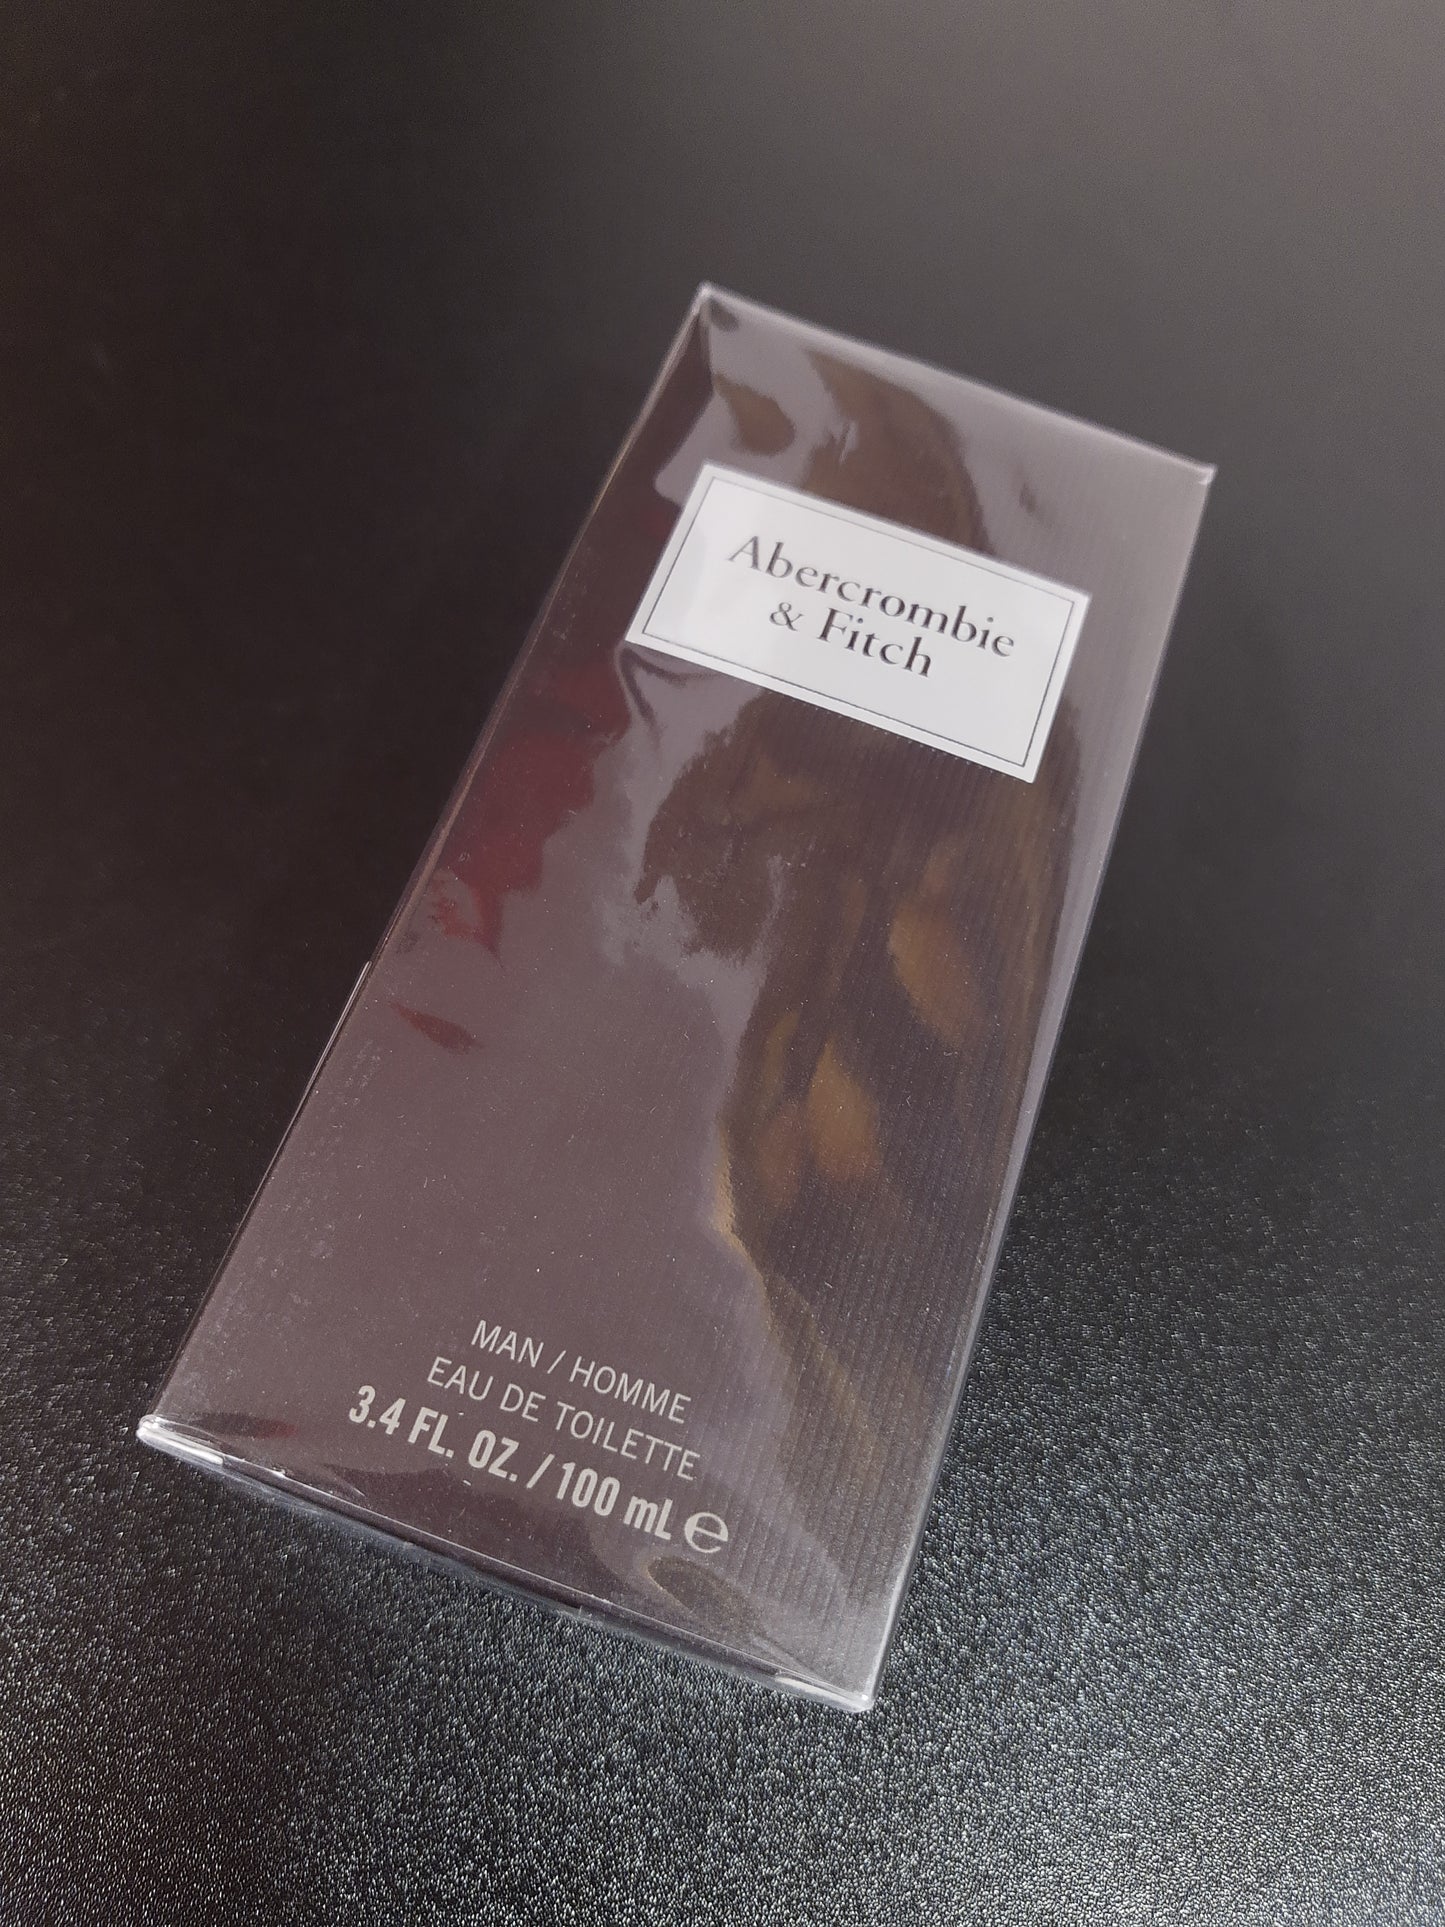 Abercrombie
& Fitch
MAN / HOMME
EAU DE TOILETTE
3.4 FL. OZ. / 100 mL ℮